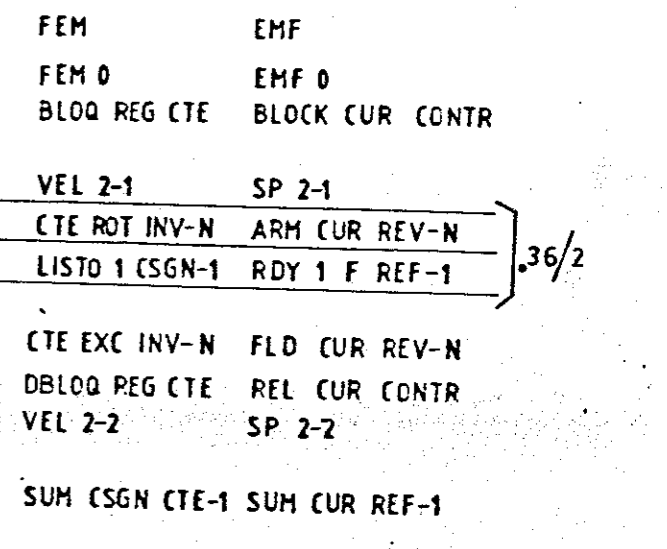 FEM EMF
FEM 0 EMF 0
BLOQ REG CTE BLOCK CUR CONTR
VEL 2-1 SP 2-1
CTE ROT INV-N ARM CUR REV-N
LISTO 1 CSGN-1 RDY 1 F REF-1
.36/2
CTE EXC INV-N FLD CUR REV-N
DBLOQ REG CTE REL CUR CONTR
VEL 2-2 SP 2-2
SUM CSGN CTE-1 SUM CUR REF-1